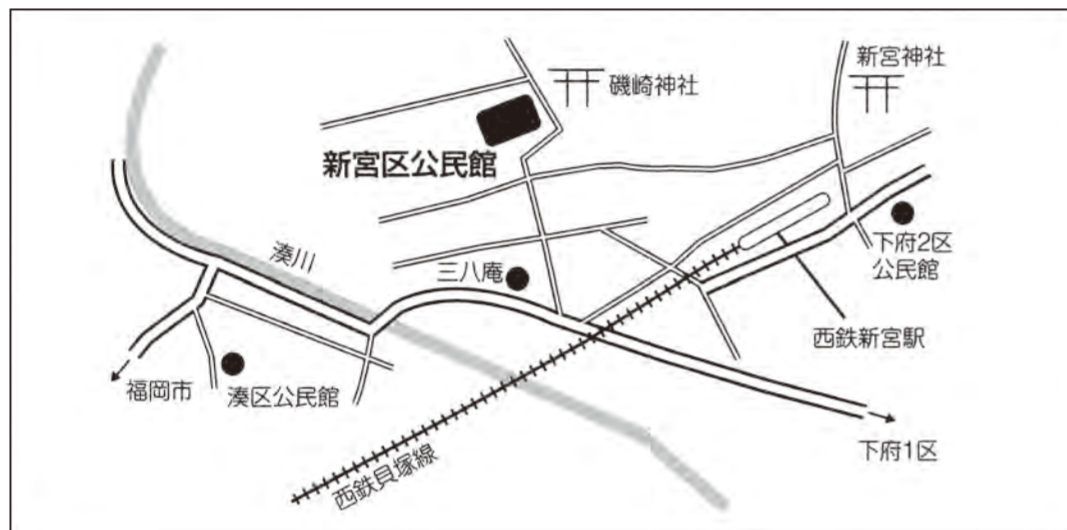 新宮神社
磯崎神社
新宮区公民館
湊川
三八庵
下府2区
公民館
西鉄新宮駅
福岡市
湊区公民館
下府1区
西鉄貝塚線